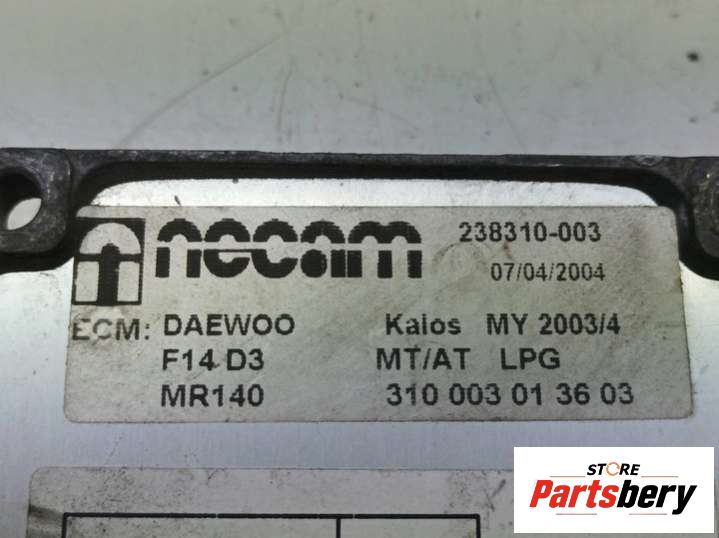 necam 238310-003
07/04/2004
ECM: DAEWOO Kalos MY 2003/4
F14 D3 MT/AT LPG
MR140 310 003 01 36 03
STORE
Partsbery